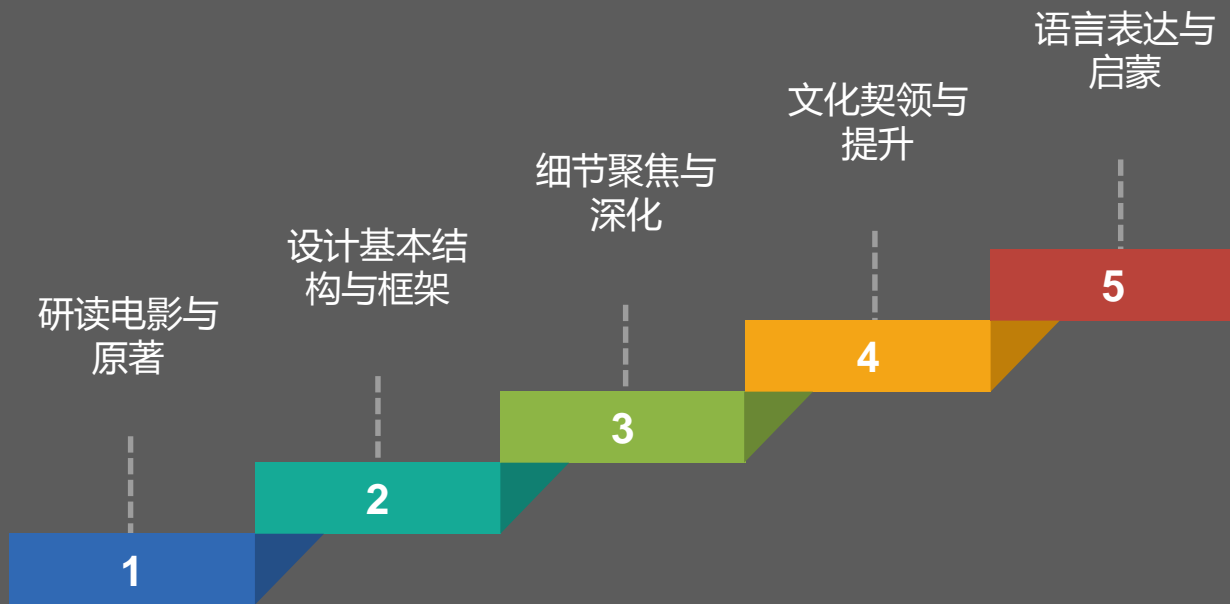 研读电影与
原著
1
设计基本结
构与框架
2
细节聚焦与
深化
3
文化契领与
提升
4
语言表达与
启蒙
5